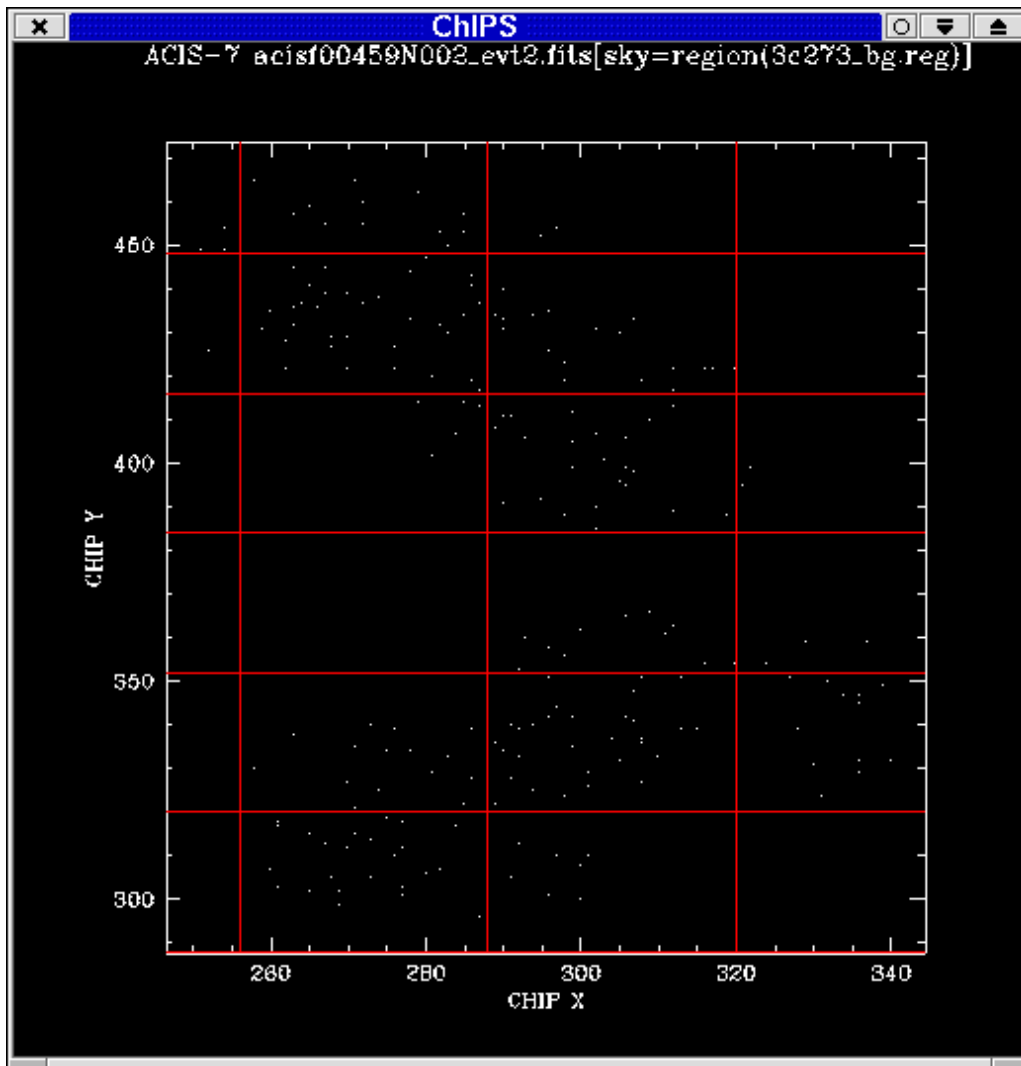 ChIPS
ACIS-7 acisf00459N002_evt2.fits[sky=region(3c273_bg.reg)]
450
400
CHIP Y
350
300
260 280 300 320 340
CHIP X